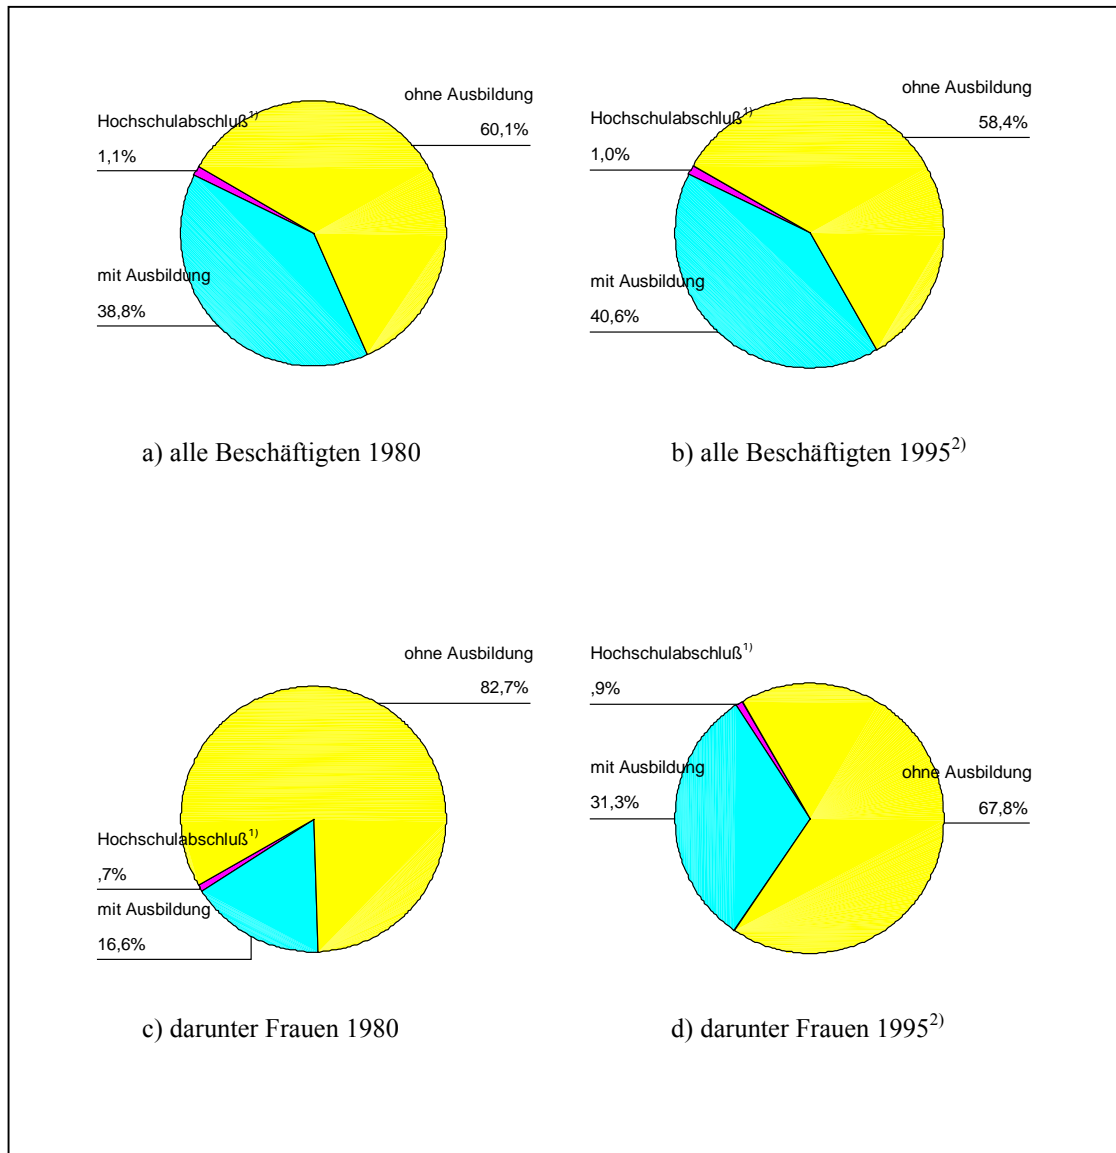 ohne Ausbildung
60,1%
Hochschulabschluß1)
1,1%
mit Ausbildung
38,8%
a) alle Beschäftigten 1980
ohne Ausbildung
58,4%
Hochschulabschluß1)
1,0%
mit Ausbildung
40,6%
b) alle Beschäftigten 19952)
ohne Ausbildung
82,7%
Hochschulabschluß1)
,7%
mit Ausbildung
16,6%
c) darunter Frauen 1980
Hochschulabschluß1)
,9%
mit Ausbildung
31,3%
ohne Ausbildung
67,8%
d) darunter Frauen 19952)